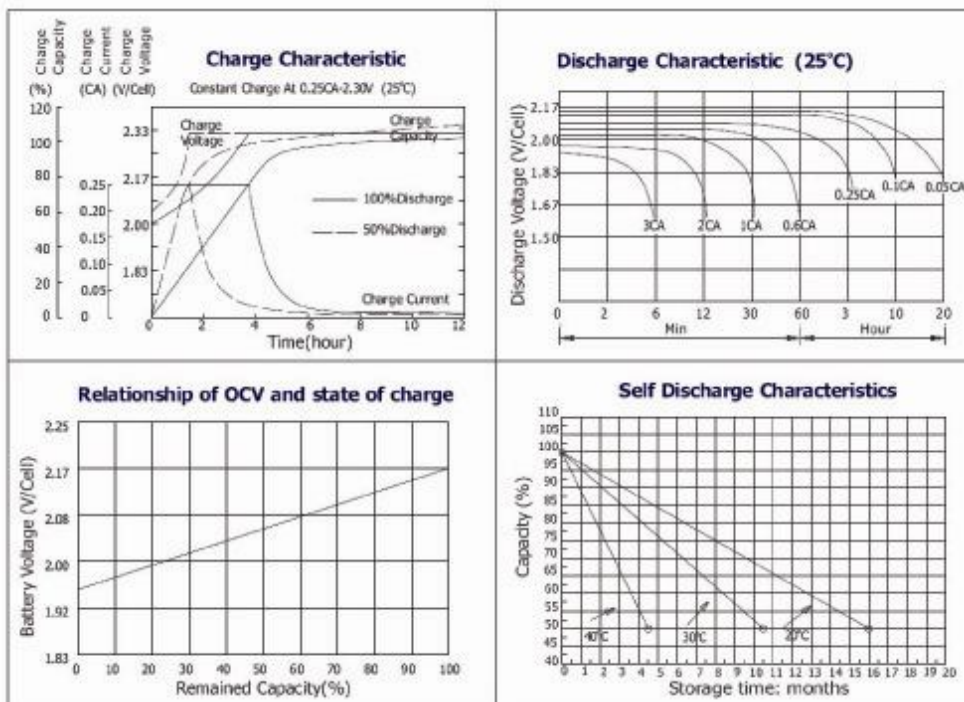 Charge Characteristic
Constant Charge At 0.25CA-2.30V (25°C)
Charge Capacity
Charge Current
Charge Voltage
(%) (CA) (V/Cell)
120
100
80
60
40
20
0
0.25
0.20
0.15
0.10
0.05
0
2.33
2.17
2.00
1.83
Charge Voltage
Charge Capacity
100%Discharge
50%Discharge
Charge Current
0 2 4 6 8 10 12
Time(hour)
Discharge Characteristic (25°C)
Discharge Voltage (V/Cell)
2.17
2.00
1.83
1.67
1.50
3CA 2CA 1CA 0.6CA 0.25CA 0.1CA 0.05CA
0 2 6 12 30 60 3 10 20
Min Hour
Relationship of OCV and state of charge
Battery Voltage (V/Cell)
2.25
2.17
2.08
2.00
1.92
1.83
0 10 20 30 40 50 60 70 80 90 100
Remained Capacity(%)
Self Discharge Characteristics
Capacity (%)
110
105
100
95
90
85
80
75
70
65
60
55
50
45
40
40°C 30°C 20°C
0 1 2 3 4 5 6 7 8 9 10 11 12 13 14 15 16 17 18 19 20
Storage time: months